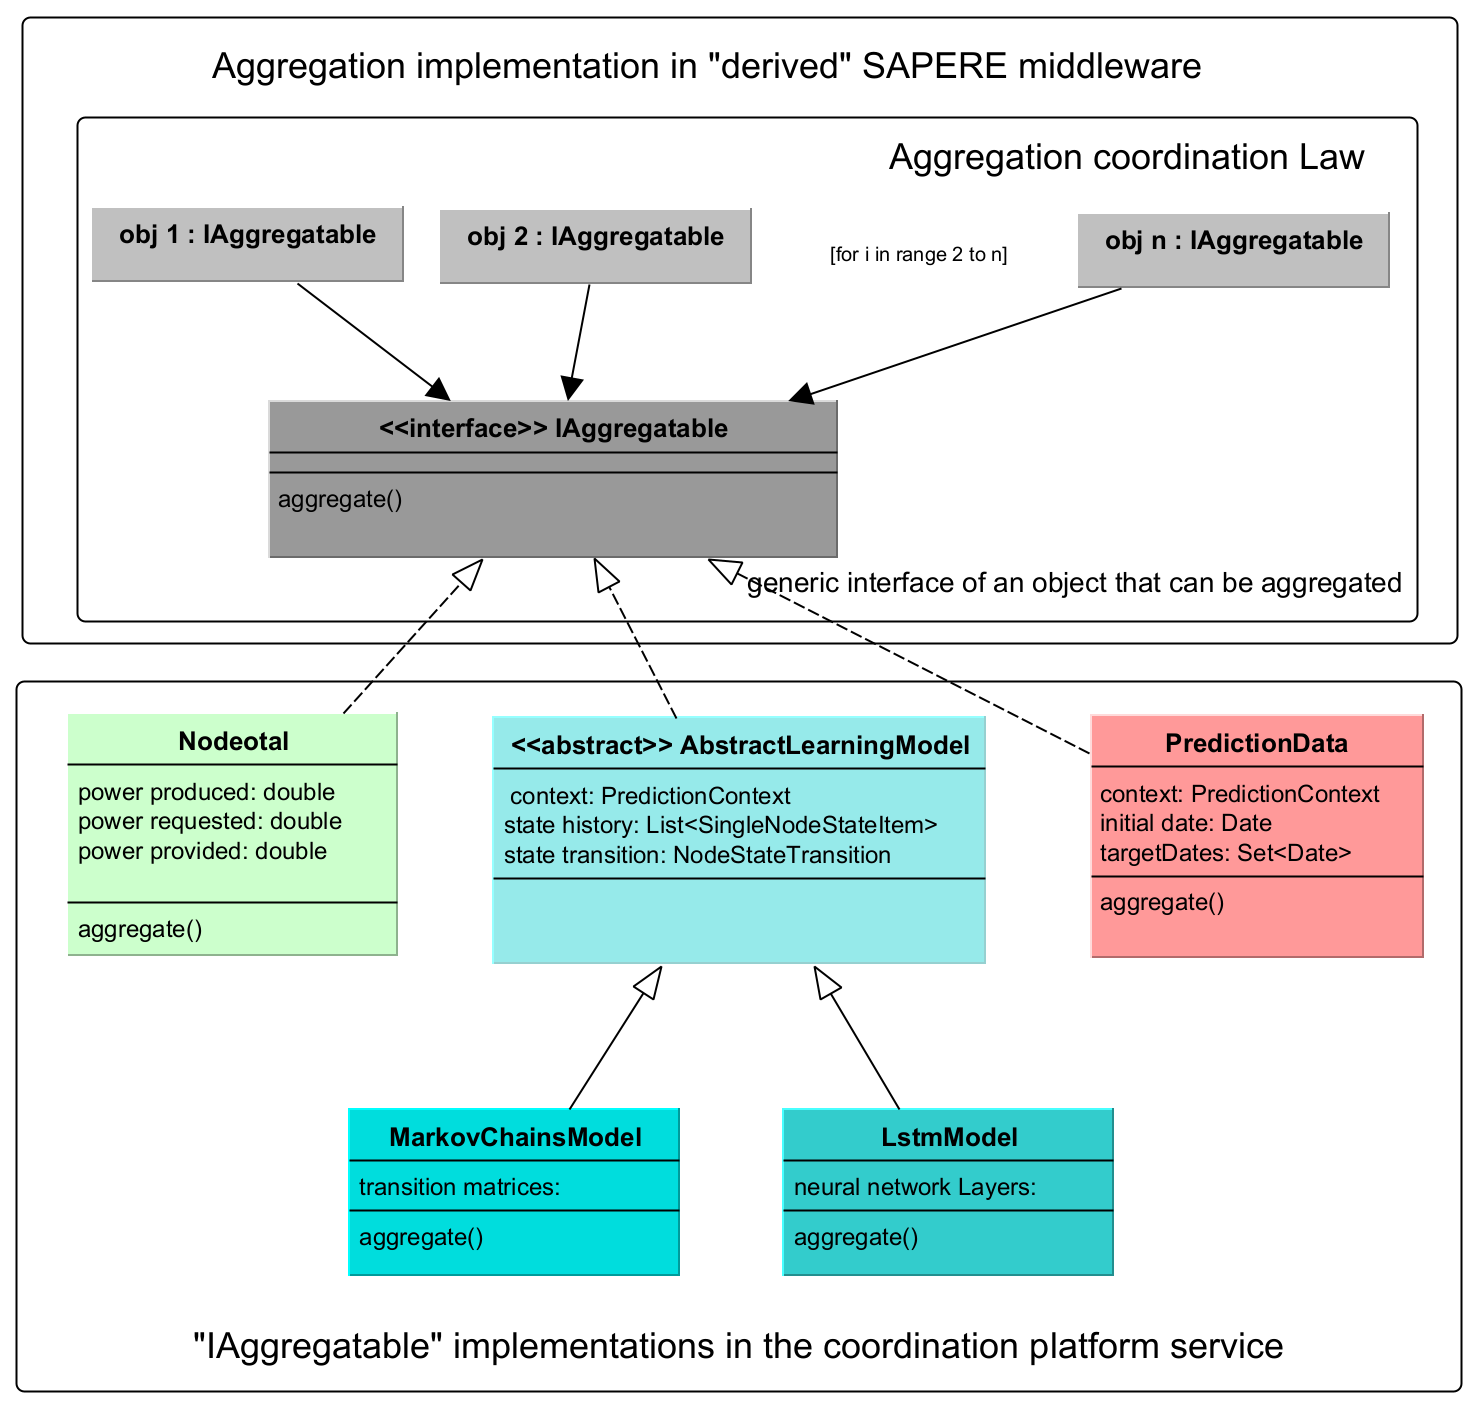 Aggregation implementation in "derived" SAPERE middleware
Aggregation coordination Law
obj 1 : IAggregatable
obj 2 : IAggregatable
[for i in range 2 to n]
obj n : IAggregatable
<<interface>> IAggregatable
aggregate()
generic interface of an object that can be aggregated
Nodeotal
power produced: double
power requested: double
power provided: double
aggregate()
<<abstract>> AbstractLearningModel
context: PredictionContext
state history: List<SingleNodeStateItem>
state transition: NodeStateTransition
PredictionData
context: PredictionContext
initial date: Date
targetDates: Set<Date>
aggregate()
MarkovChainsModel
transition matrices:
aggregate()
LstmModel
neural network Layers:
aggregate()
"IAggregatable" implementations in the coordination platform service